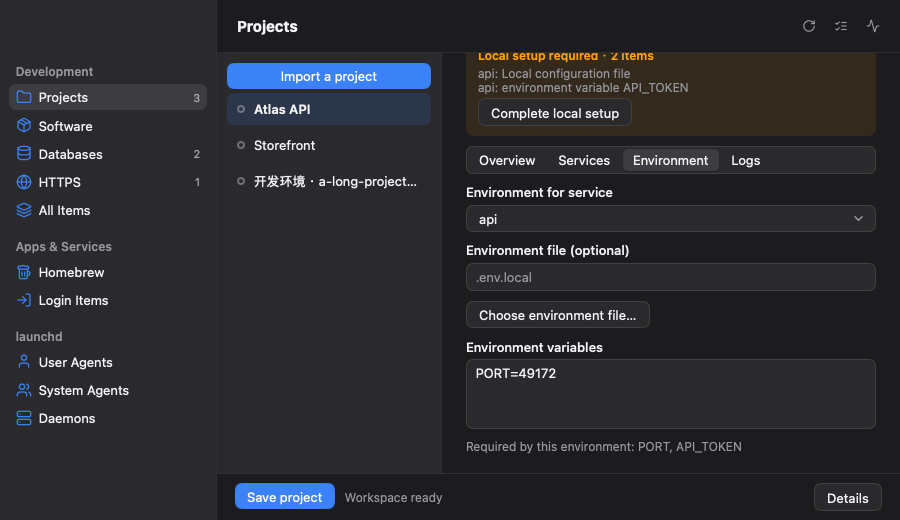 Projects
Development
Projects 3
Software
Databases 2
HTTPS 1
All Items
Apps & Services
Homebrew
Login Items
launchd
User Agents
System Agents
Daemons
Import a project
Atlas API
Storefront
开发环境 · a-long-project...
Local setup required · 2 items
api: Local configuration file
api: environment variable API_TOKEN
Complete local setup
Overview Services Environment Logs
Environment for service
api
Environment file (optional)
.env.local
Choose environment file...
Environment variables
PORT=49172
Required by this environment: PORT, API_TOKEN
Save project Workspace ready Details